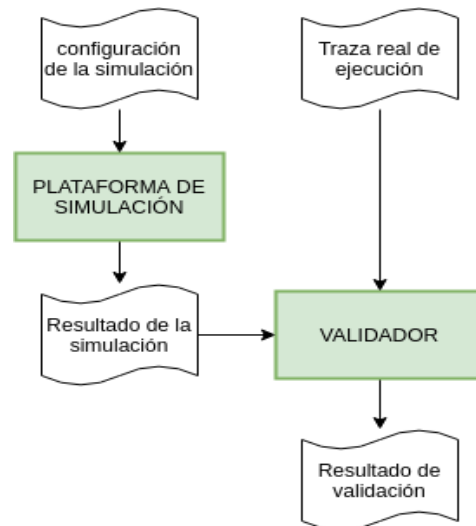 configuración
de la simulación
Traza real de
ejecución
PLATAFORMA DE
SIMULACIÓN
Resultado de la
simulación
VALIDADOR
Resultado de
validación